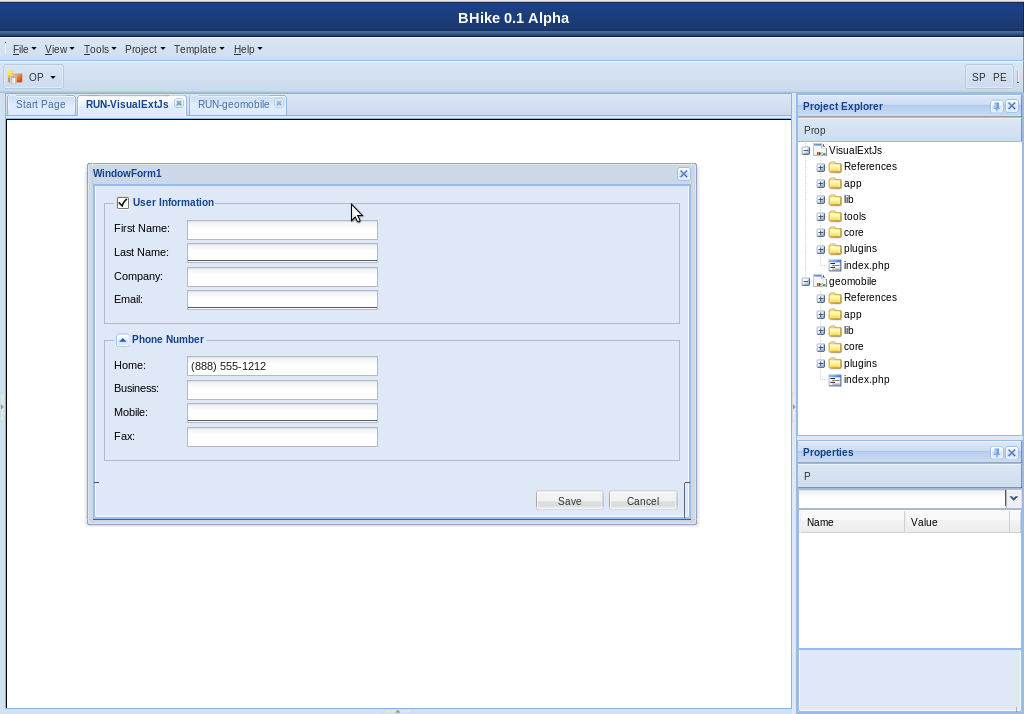 BHike 0.1 Alpha
File View Tools Project Template Help
OP SP PE
Start Page RUN-VisualExtJs RUN-geomobile
WindowForm1
User Information
First Name:
Last Name:
Company:
Email:
Phone Number
Home: (888) 555-1212
Business:
Mobile:
Fax:
Save Cancel
Project Explorer
Prop
VisualExtJs
References
app
lib
tools
core
plugins
index.php
geomobile
References
app
lib
core
plugins
index.php
Properties
P
Name Value